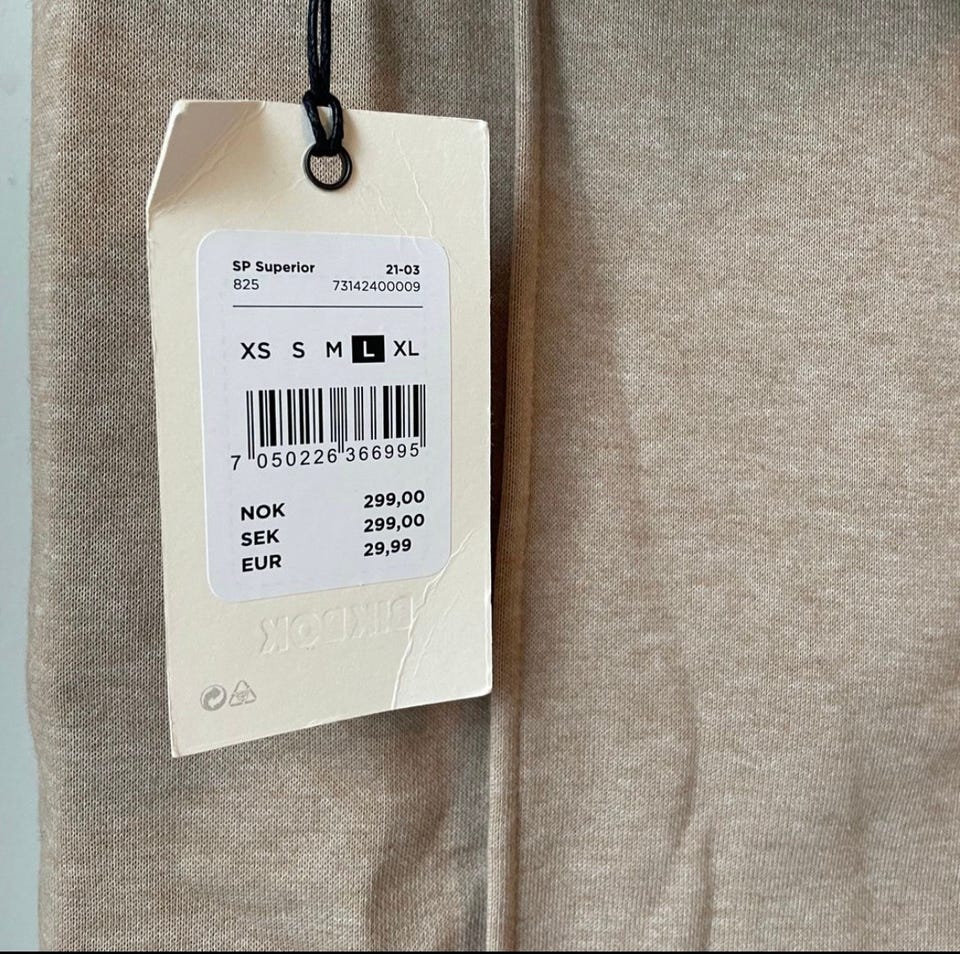 SP Superior 21-03
825 73142400009
XS S M L XL
7 050226 366995
NOK 299,00
SEK 299,00
EUR 29,99
BIKBOK